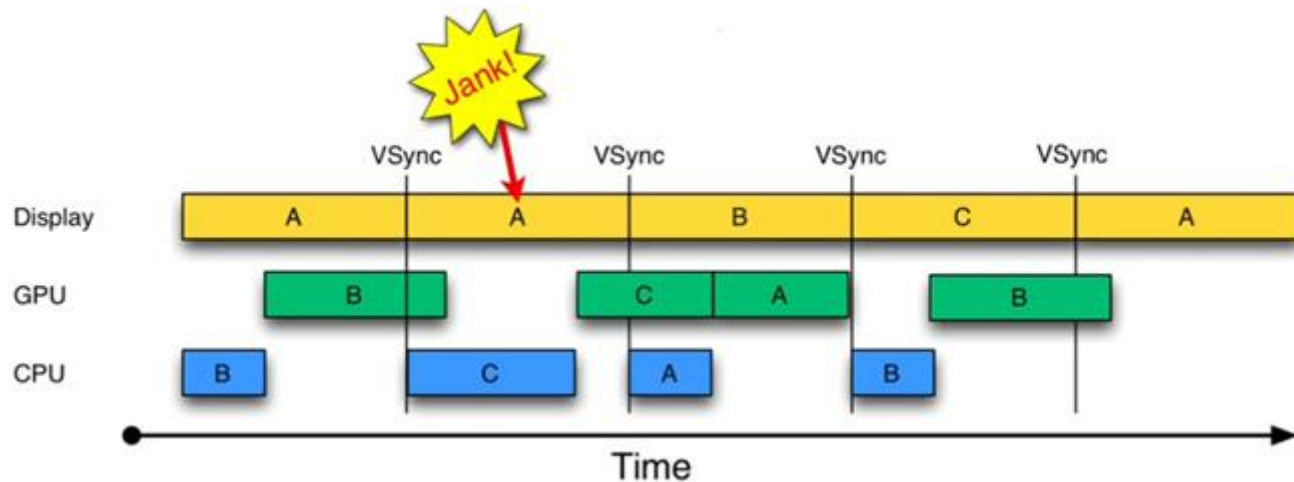 Jank!
VSync VSync VSync VSync
Display A A B C A
GPU B C A B
CPU B C A B
Time